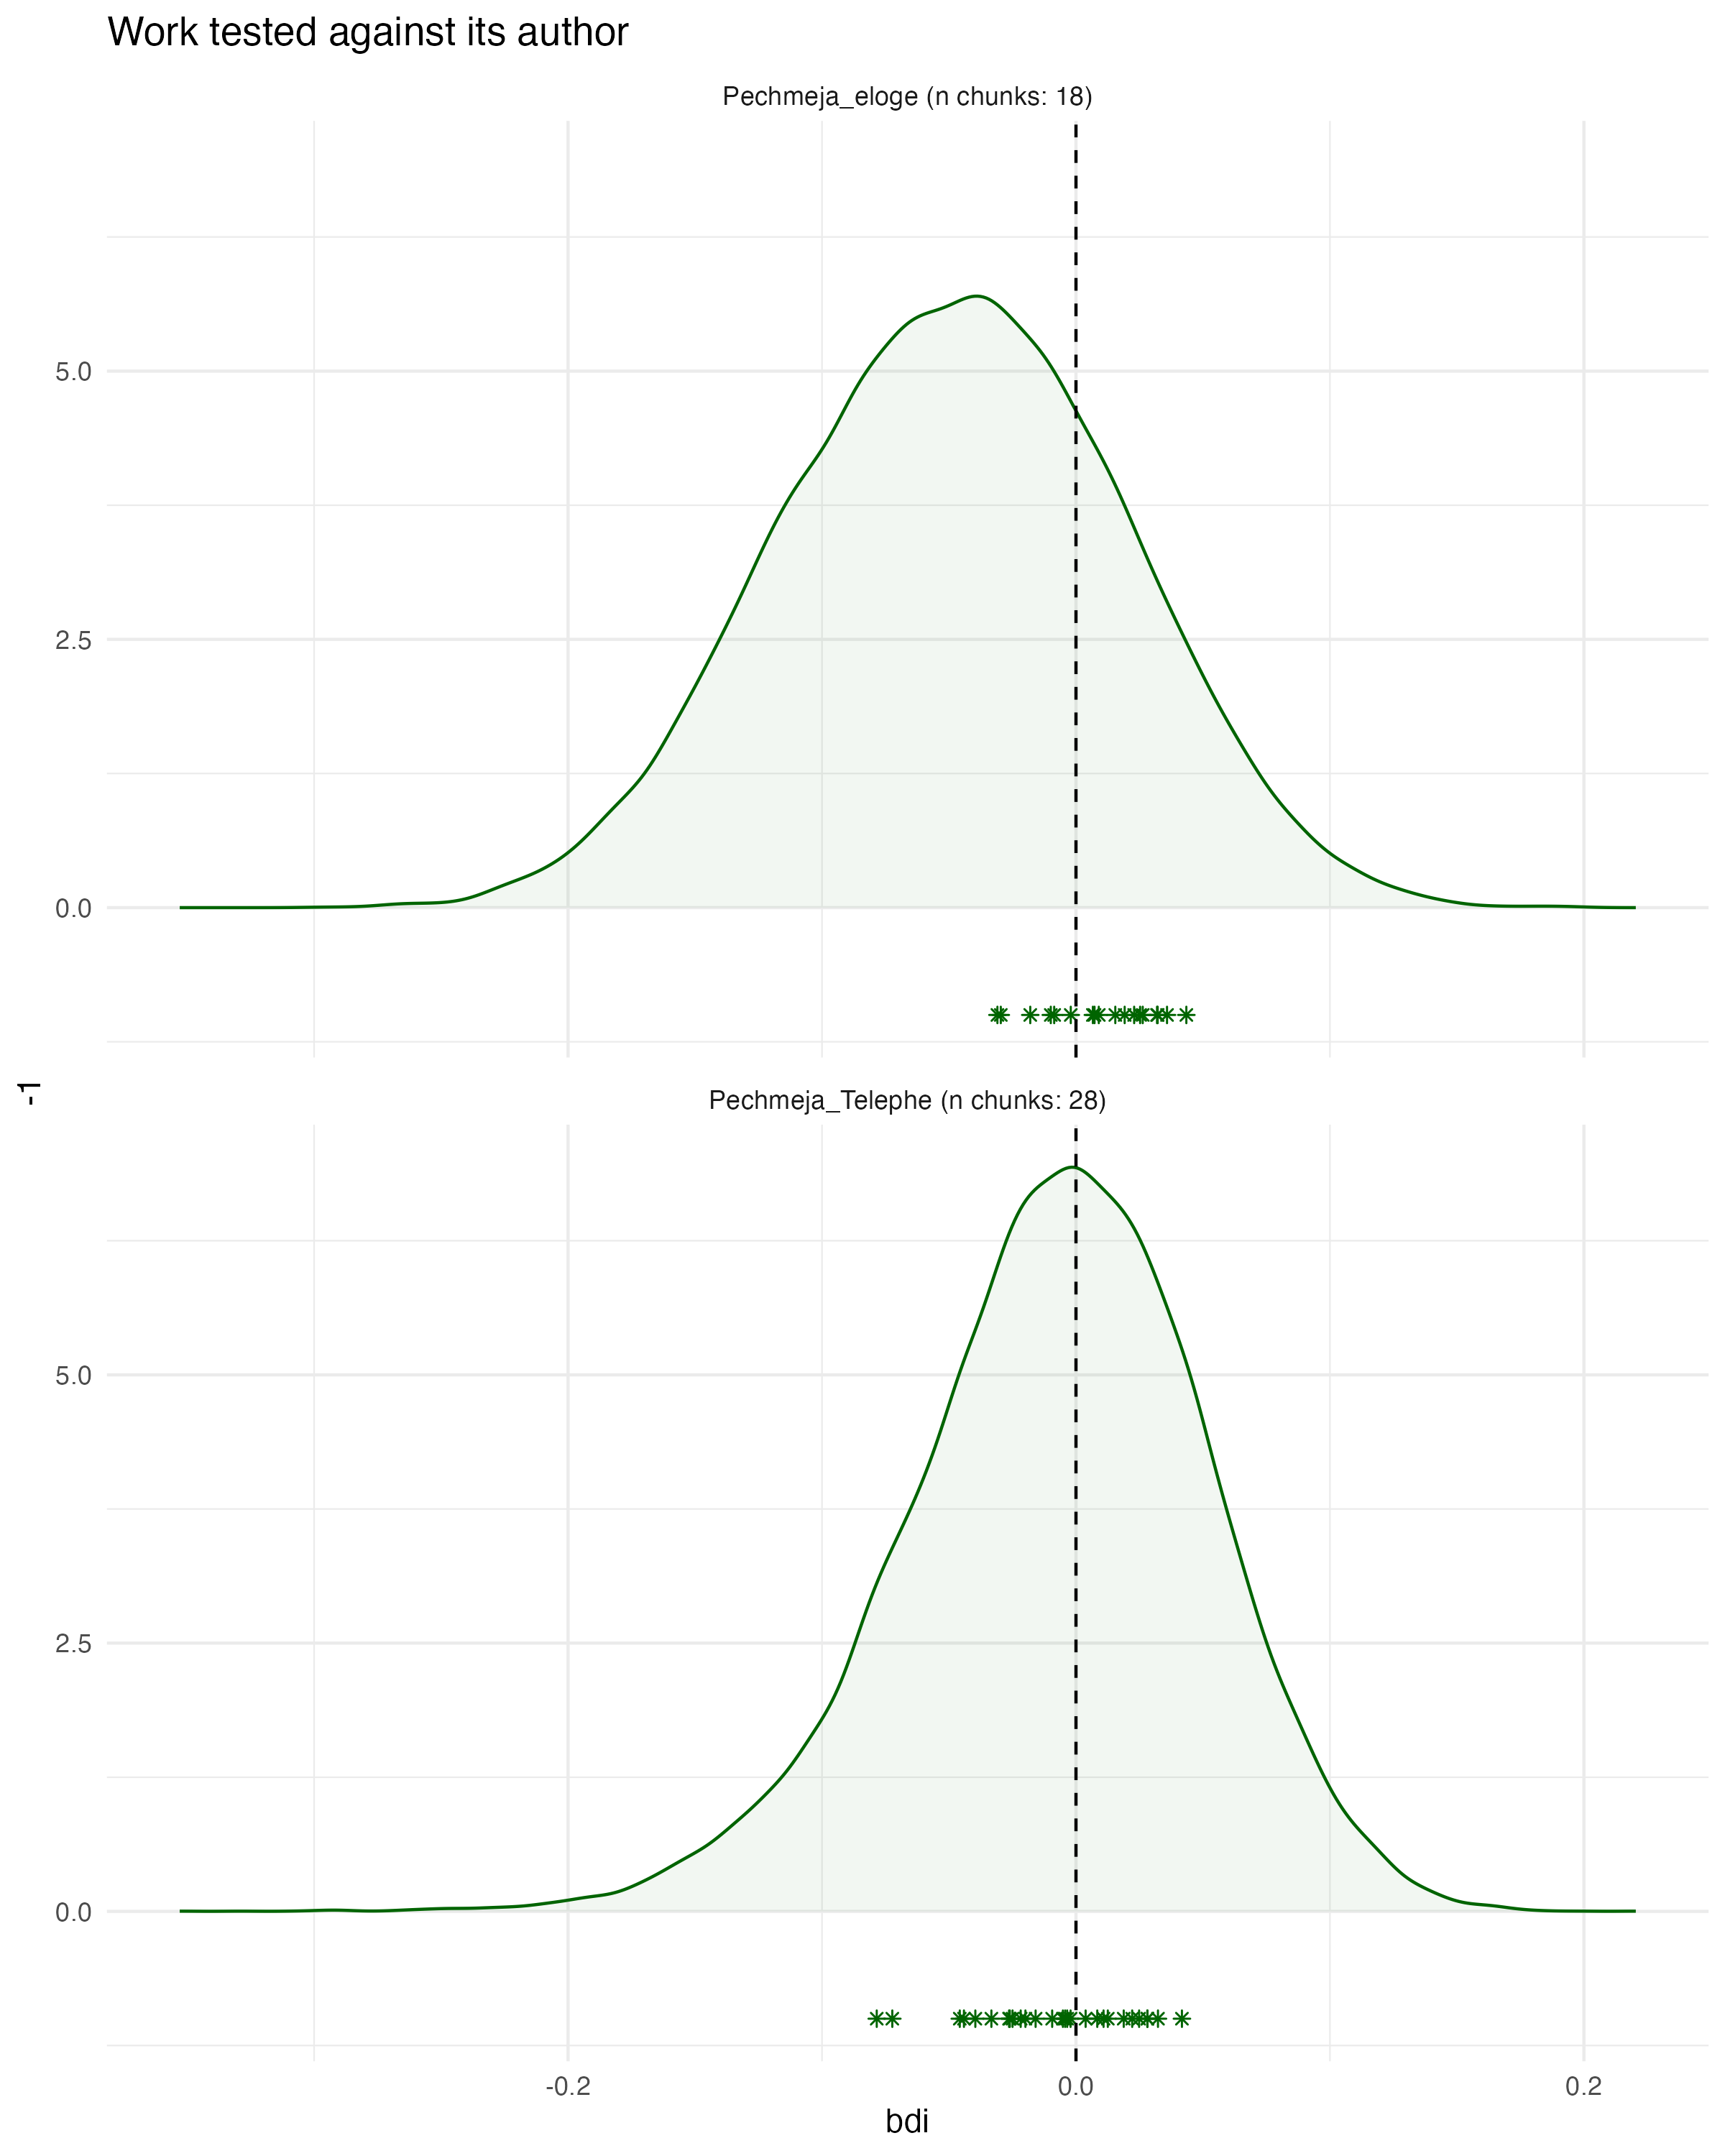 Work tested against its author
Pechmeja_eloge (n chunks: 18)
5.0
2.5
0.0
-1
Pechmeja_Telephe (n chunks: 28)
5.0
2.5
0.0
-0.2 0.0 0.2
bdi